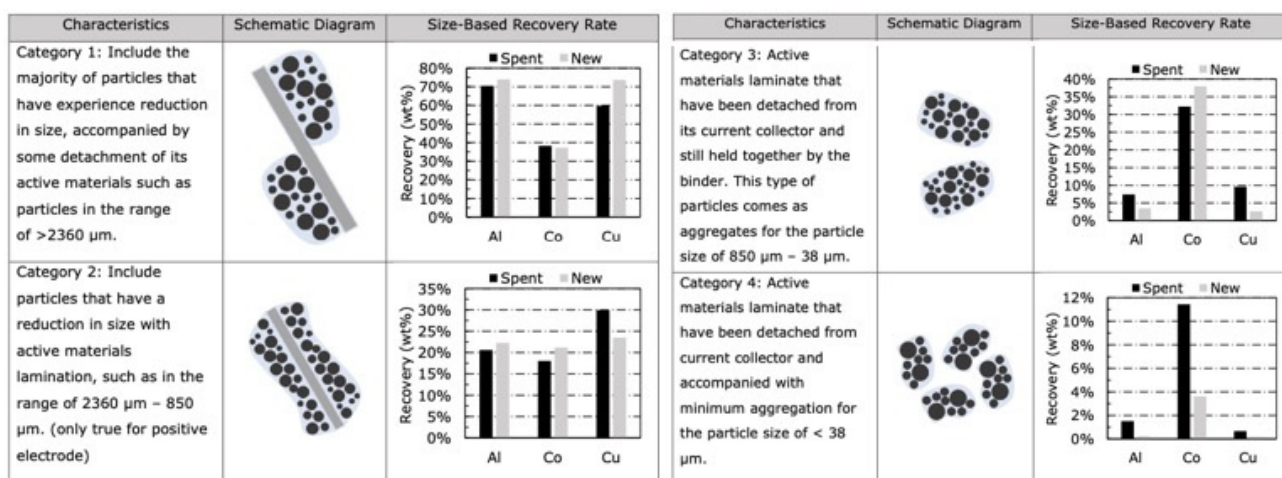 Characteristics
Schematic Diagram
Size-Based Recovery Rate
Category 1: Include the
majority of particles that
have experience reduction
in size, accompanied by
some detachment of its
active materials such as
particles in the range
of >2360 µm.
Spent New
80%
70%
60%
50%
40%
30%
20%
10%
0%
Recovery (wt%)
Al Co Cu
Category 2: Include
particles that have a
reduction in size with
active materials
lamination, such as in the
range of 2360 µm – 850
µm. (only true for positive
electrode)
Spent New
35%
30%
25%
20%
15%
10%
5%
0%
Recovery (wt%)
Al Co Cu
Characteristics
Schematic Diagram
Size-Based Recovery Rate
Category 3: Active
materials laminate that
have been detached from
its current collector and
still held together by the
binder. This type of
particles comes as
aggregates for the particle
size of 850 µm – 38 µm.
Spent New
40%
35%
30%
25%
20%
15%
10%
5%
0%
Recovery (wt%)
Al Co Cu
Category 4: Active
materials laminate that
have been detached from
current collector and
accompanied with
minimum aggregation for
the particle size of < 38
µm.
Spent New
12%
10%
8%
6%
4%
2%
0%
Recovery (wt%)
Al Co Cu